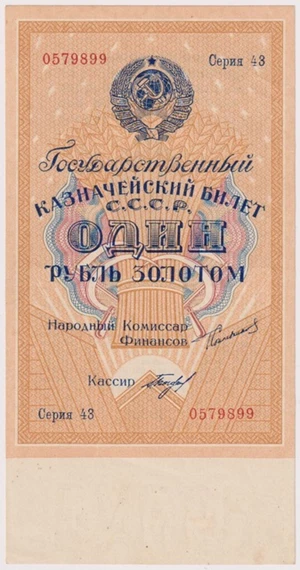 0579899 Серия 43
Государственный
КАЗНАЧЕЙСКИЙ БИЛЕТ
С.С.С.Р.
ОДИН
РУБЛЬ ЗОЛОТОМ
Народный Комиссар
Финансов
Кассир
Серия 43 0579899